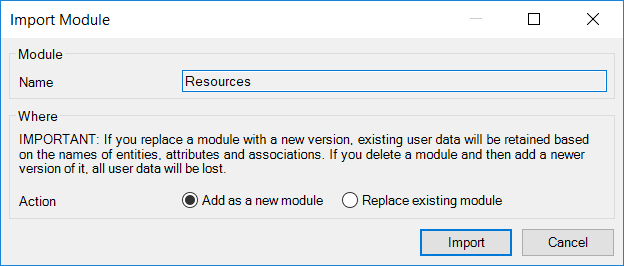 Import Module
Module
Name Resources
Where
IMPORTANT: If you replace a module with a new version, existing user data will be retained based
on the names of entities, attributes and associations. If you delete a module and then add a newer
version of it, all user data will be lost.
Action Add as a new module Replace existing module
Import Cancel